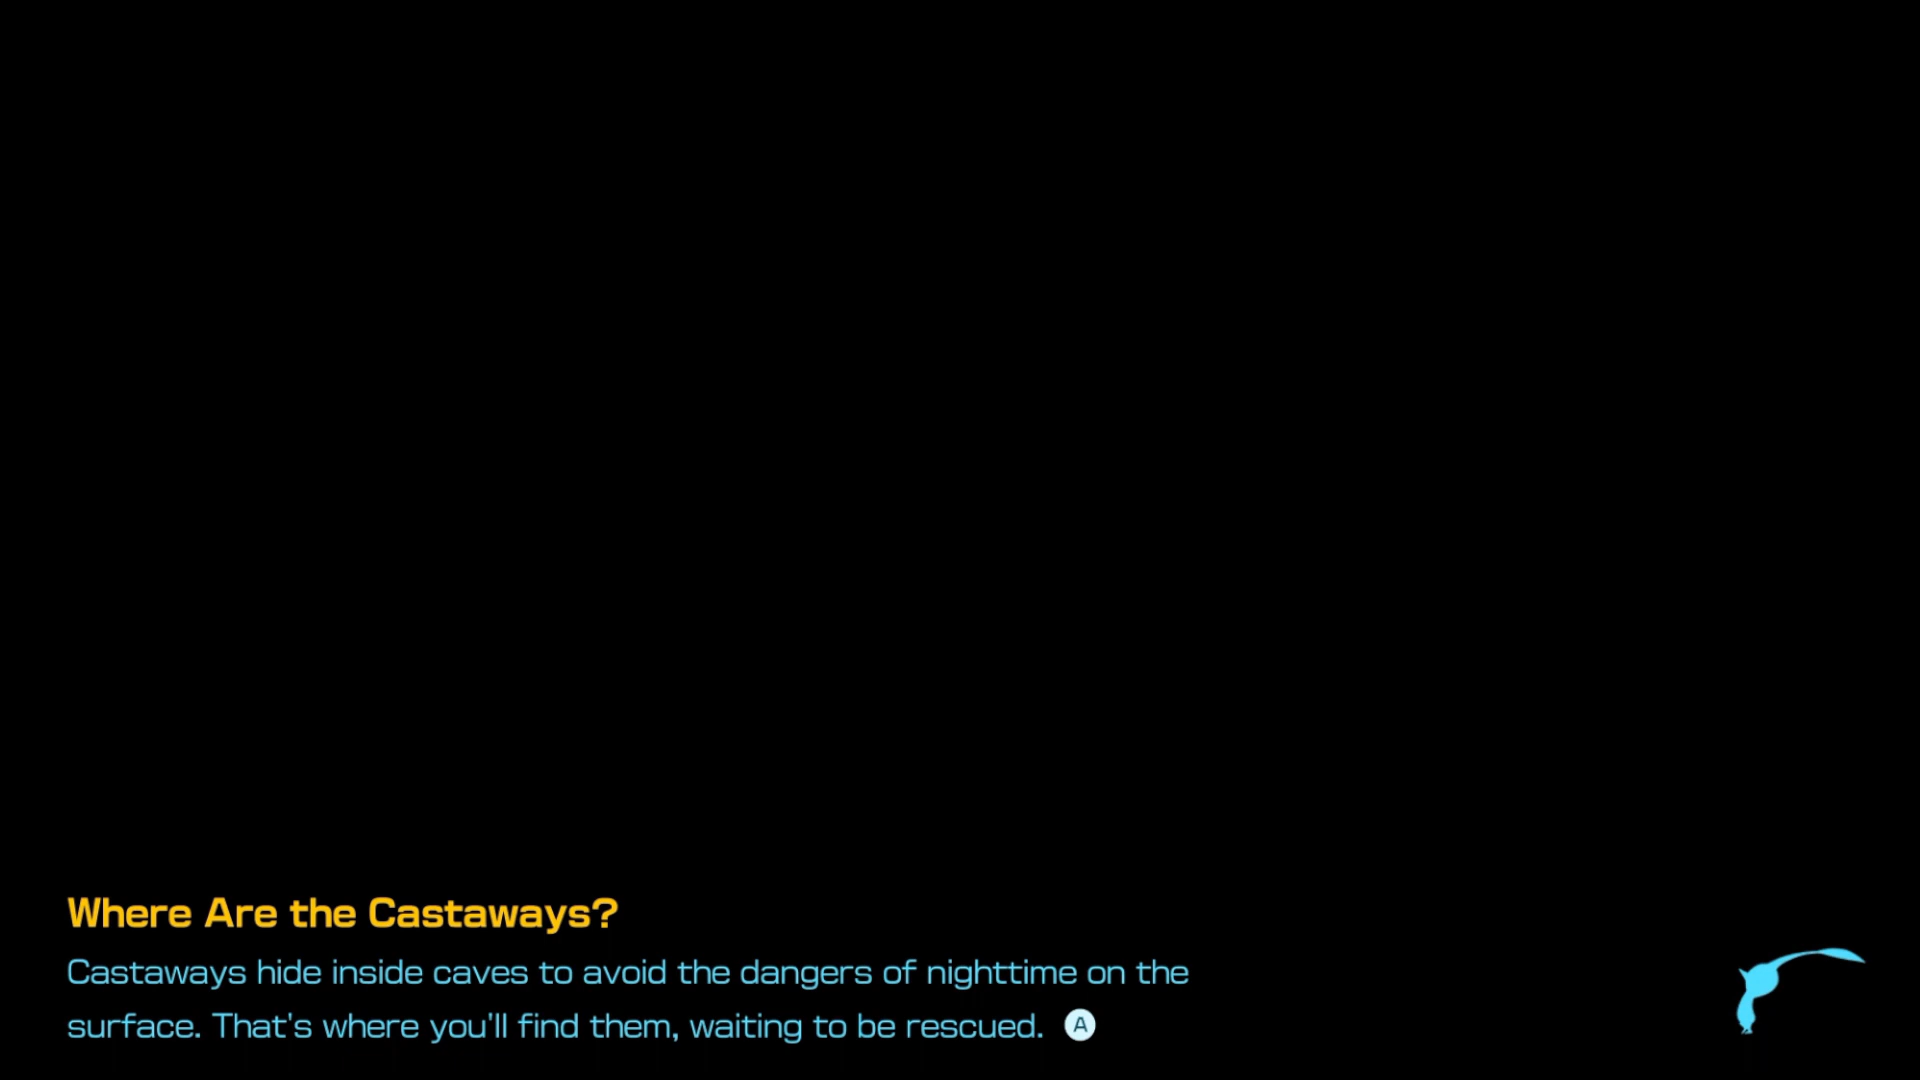 Where Are the Castaways?
Castaways hide inside caves to avoid the dangers of nighttime on the
surface. That's where you'll find them, waiting to be rescued. A